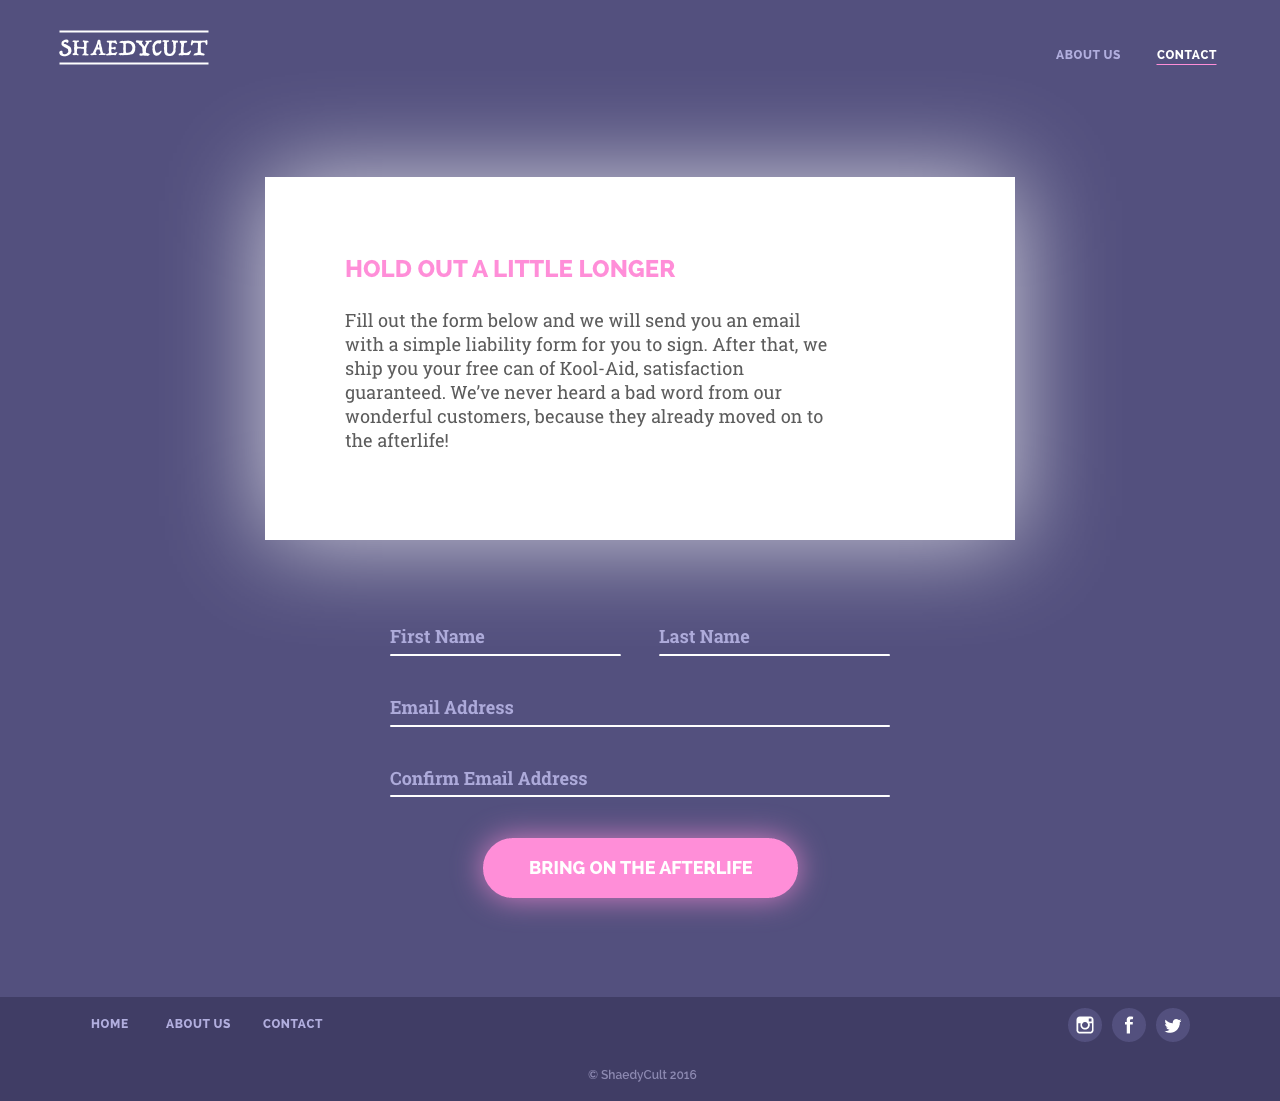 SHAEDYCULT
ABOUT US
CONTACT
HOLD OUT A LITTLE LONGER
Fill out the form below and we will send you an email
with a simple liability form for you to sign. After that, we
ship you your free can of Kool-Aid, satisfaction
guaranteed. We’ve never heard a bad word from our
wonderful customers, because they already moved on to
the afterlife!
First Name
Last Name
Email Address
Confirm Email Address
BRING ON THE AFTERLIFE
HOME
ABOUT US
CONTACT
© ShaedyCult 2016